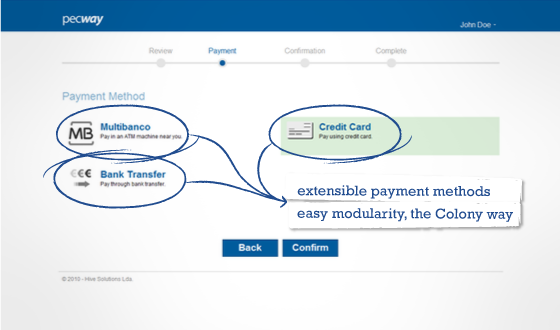 pecway
John Doe
Review Payment Confirmation Complete
Payment Method
MB Multibanco
Pay in an ATM machine near you.
Credit Card
Pay using credit card.
€€€ Bank Transfer
Pay through bank transfer.
extensible payment methods
easy modularity, the Colony way
Back Confirm
© 2010 - Hive Solutions Lda.